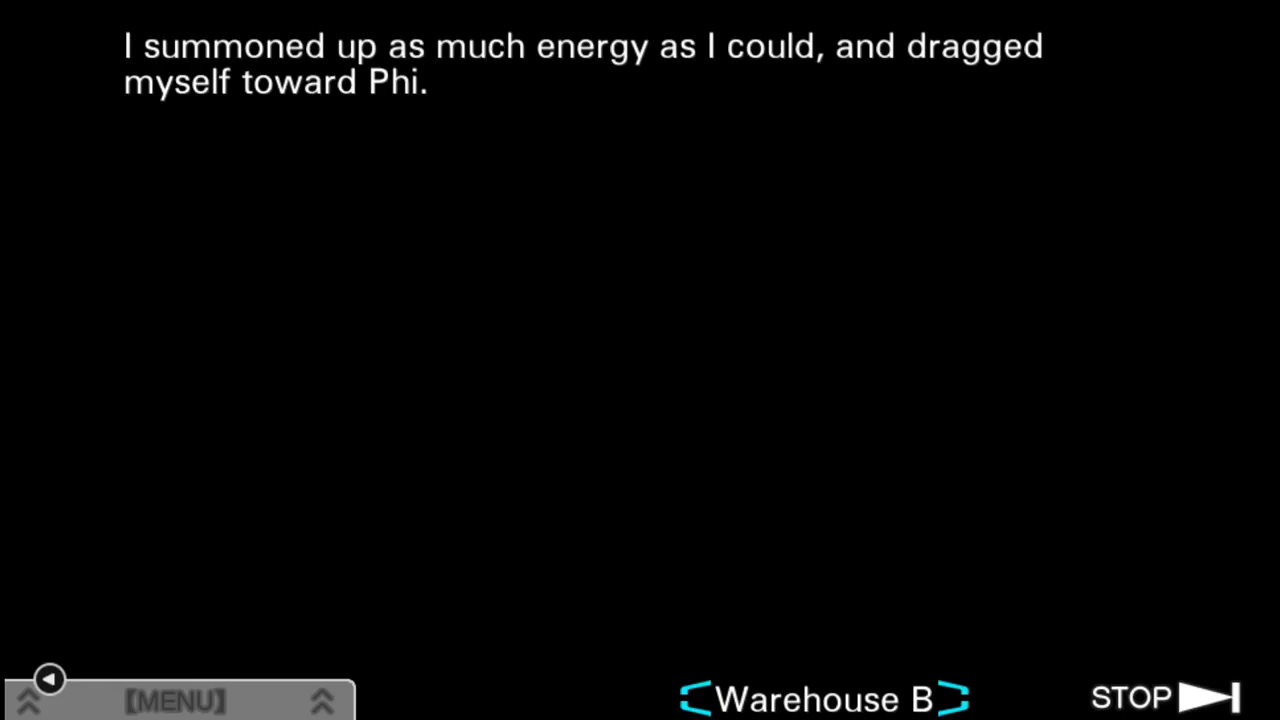 I summoned up as much energy as I could, and dragged
myself toward Phi.
【MENU】
Warehouse B
STOP